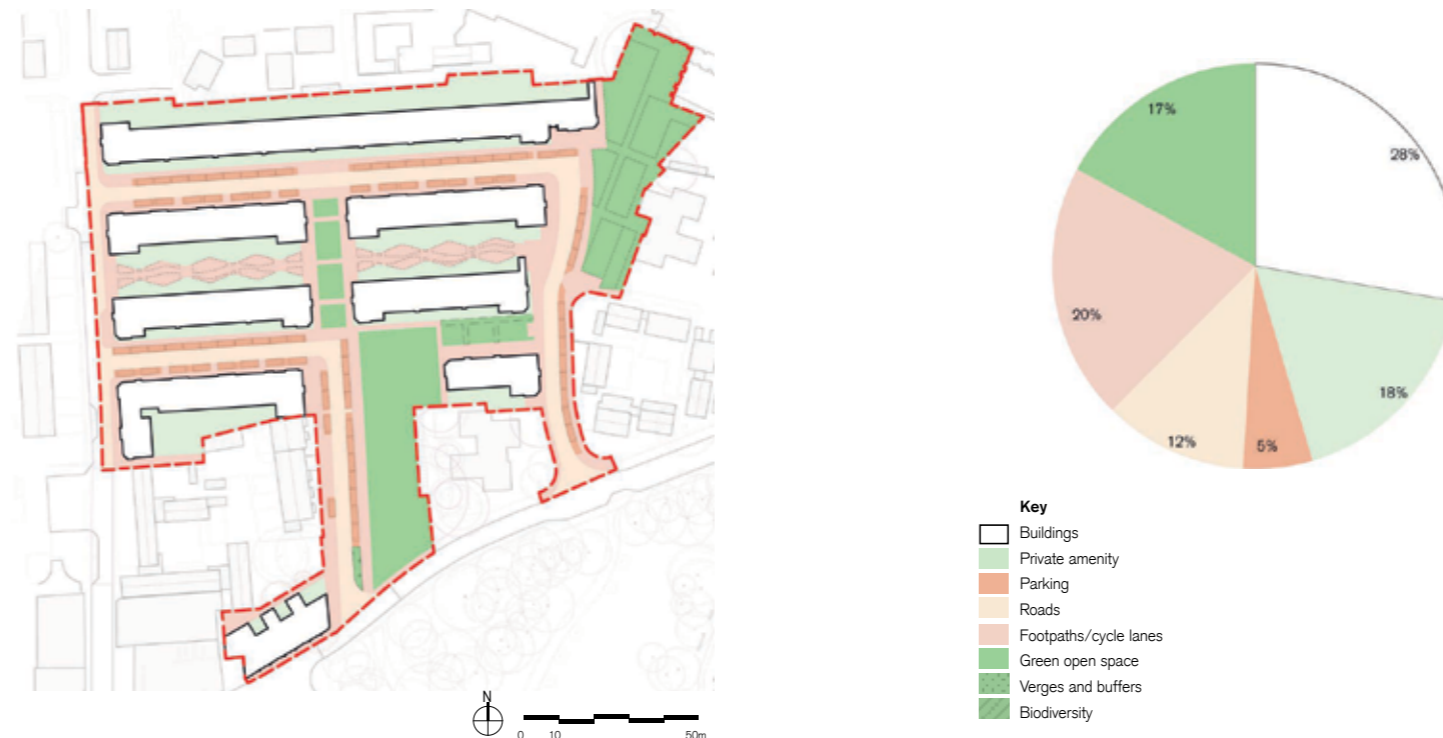 17%
28%
20%
18%
12%
5%
Key
Buildings
Private amenity
Parking
Roads
Footpaths/cycle lanes
Green open space
Verges and buffers
Biodiversity
N
0 10 50m